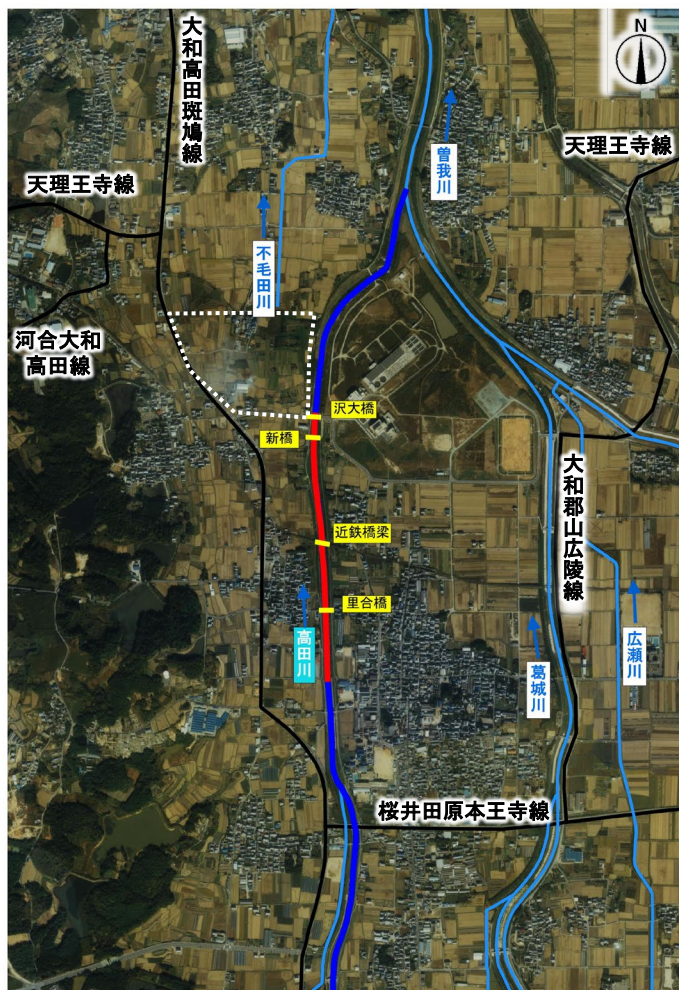 N
大和高田斑鳩線
天理王寺線
曽我川
天理王寺線
不毛田川
河合大和
高田線
沢大橋
新橋
大和郡山広陵線
近鉄橋梁
里合橋
高田川
葛城川
広瀬川
桜井田原本王寺線